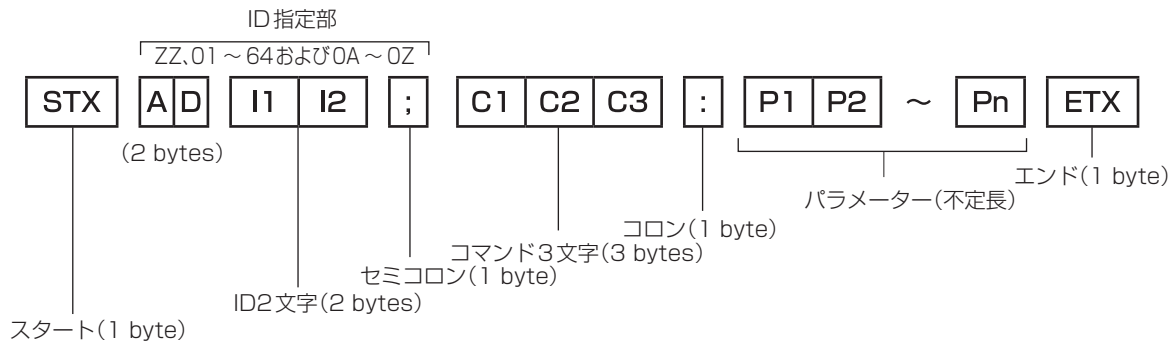 ID指定部
ZZ、01～64および0A～0Z
STX A D I1 I2 ; C1 C2 C3 : P1 P2 ～ Pn ETX
(2 bytes)
エンド(1 byte)
パラメーター(不定長)
コロン(1 byte)
コマンド3文字(3 bytes)
セミコロン(1 byte)
ID2文字(2 bytes)
スタート(1 byte)